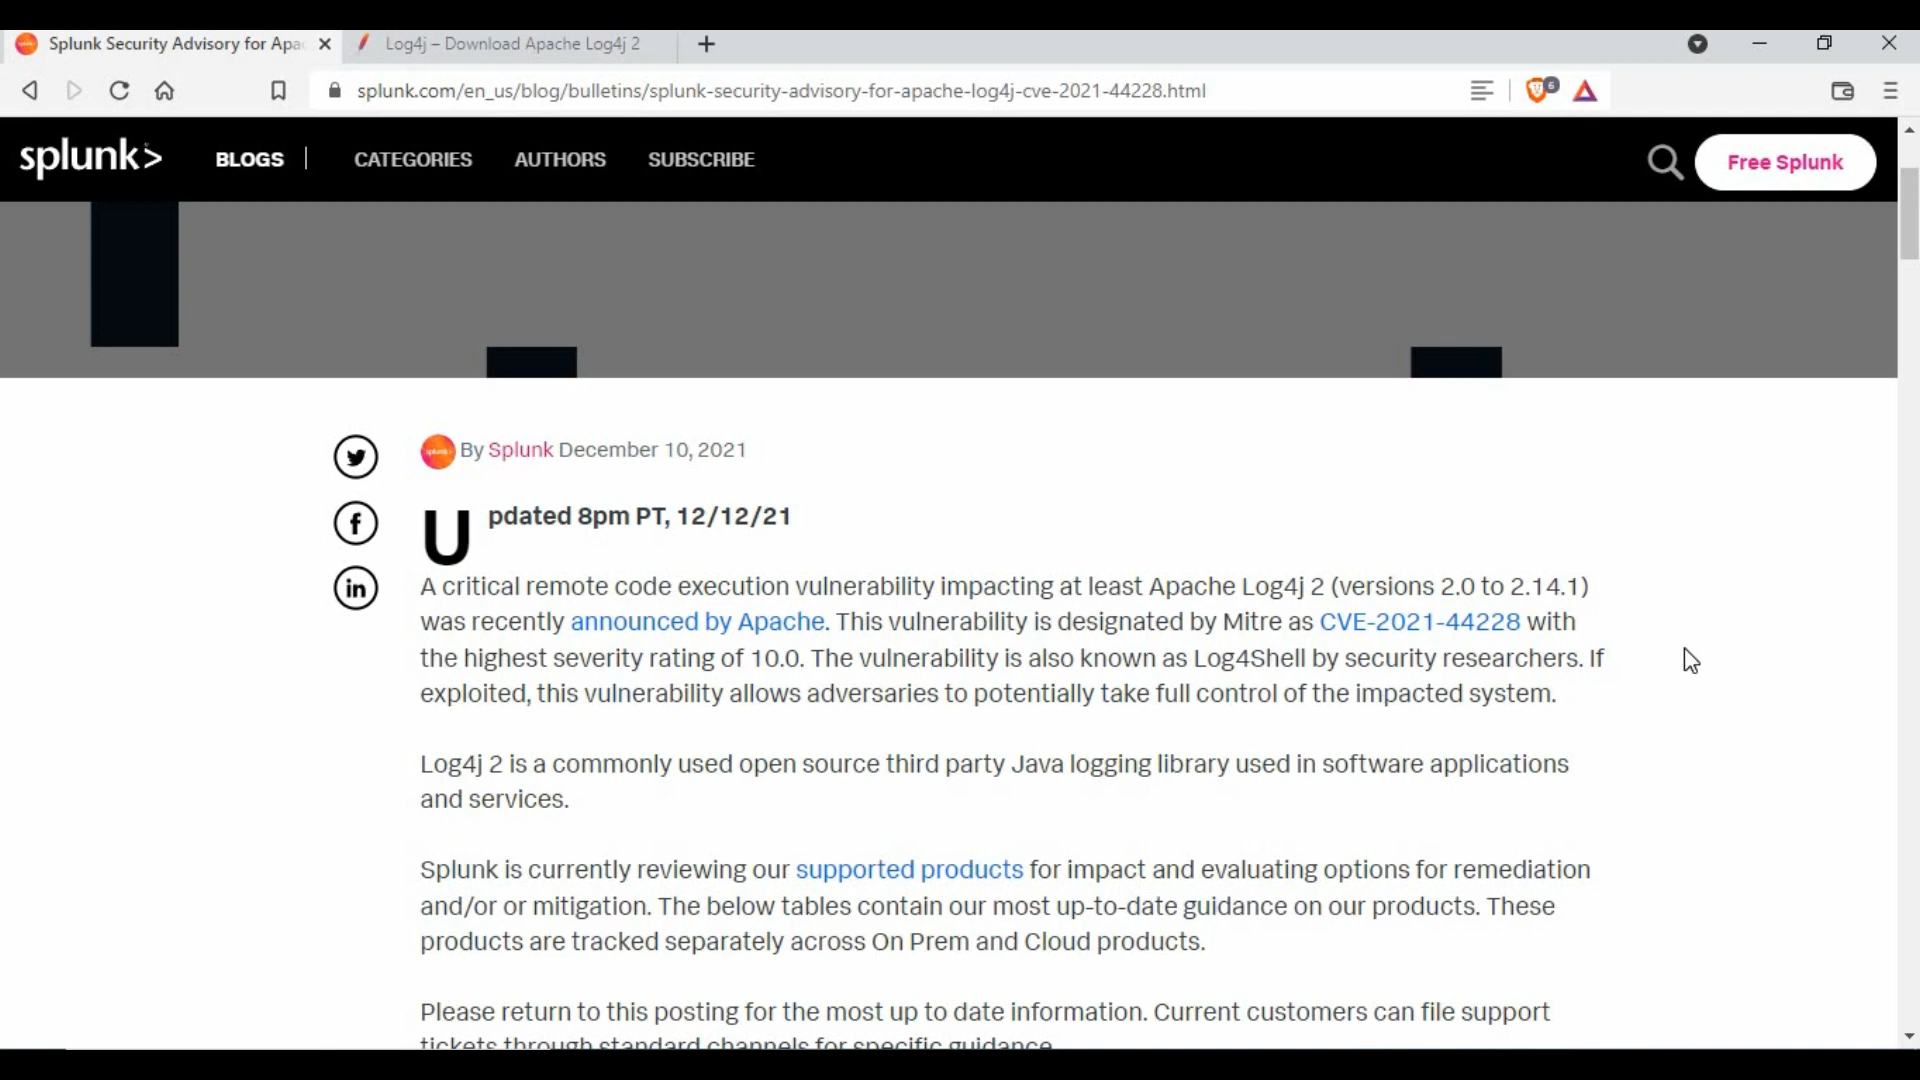 Splunk Security Advisory for Apa
Log4j – Download Apache Log4j 2
splunk.com/en_us/blog/bulletins/splunk-security-advisory-for-apache-log4j-cve-2021-44228.html
6
splunk>
BLOGS
CATEGORIES
AUTHORS
SUBSCRIBE
Free Splunk
By Splunk December 10, 2021
Updated 8pm PT, 12/12/21
A critical remote code execution vulnerability impacting at least Apache Log4j 2 (versions 2.0 to 2.14.1)
was recently announced by Apache. This vulnerability is designated by Mitre as CVE-2021-44228 with
the highest severity rating of 10.0. The vulnerability is also known as Log4Shell by security researchers. If
exploited, this vulnerability allows adversaries to potentially take full control of the impacted system.
Log4j 2 is a commonly used open source third party Java logging library used in software applications
and services.
Splunk is currently reviewing our supported products for impact and evaluating options for remediation
and/or or mitigation. The below tables contain our most up-to-date guidance on our products. These
products are tracked separately across On Prem and Cloud products.
Please return to this posting for the most up to date information. Current customers can file support
tickets through standard channels for specific guidance.